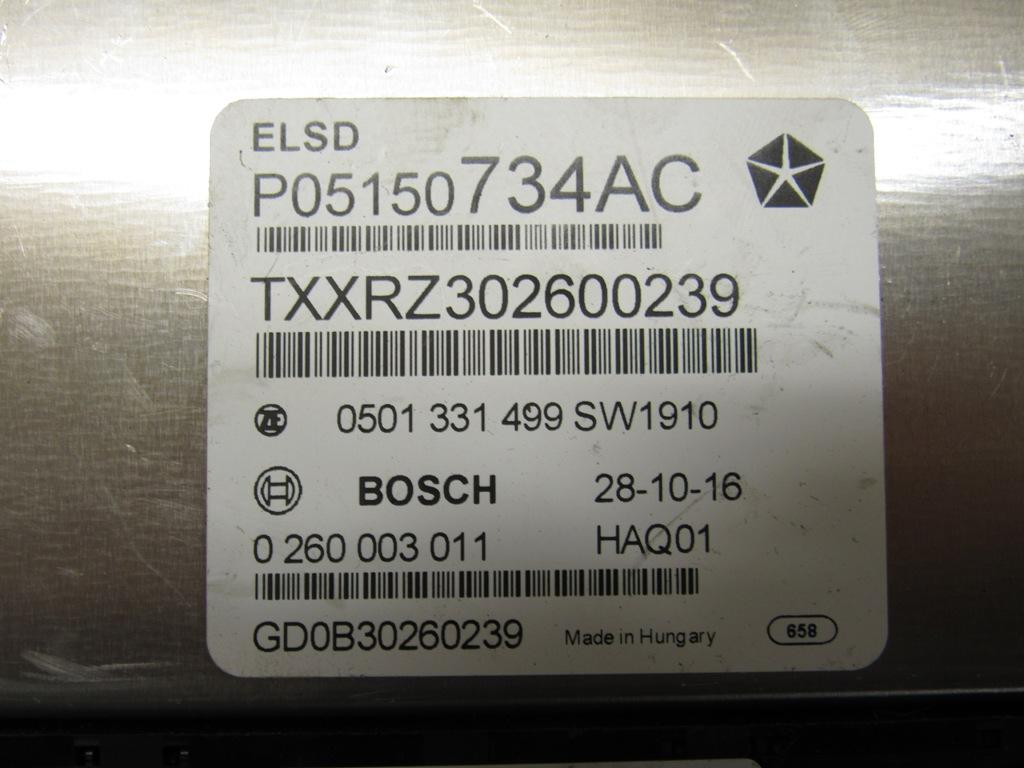 ELSD
P05150734AC
TXXRZ302600239
ZF 0501 331 499 SW1910
BOSCH 28-10-16
0 260 003 011 HAQ01
GD0B30260239 Made in Hungary 658